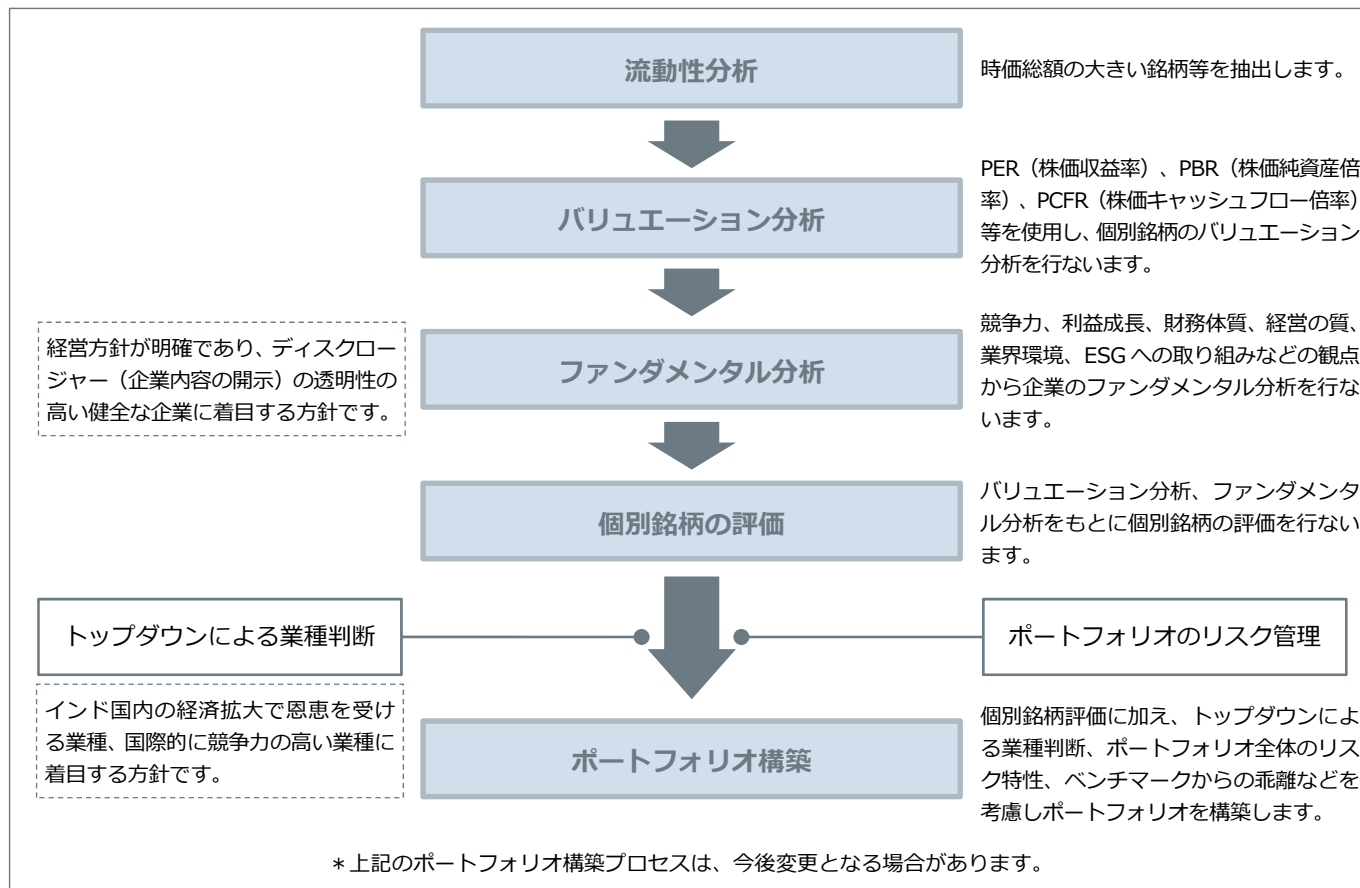 流動性分析
時価総額の大きい銘柄等を抽出します。
バリュエーション分析
PER（株価収益率）、PBR（株価純資産倍
率）、PCFR（株価キャッシュフロー倍率）
等を使用し、個別銘柄のバリュエーション
分析を行ないます。
経営方針が明確であり、ディスクロー
ジャー（企業内容の開示）の透明性の
高い健全な企業に着目する方針です。
ファンダメンタル分析
競争力、利益成長、財務体質、経営の質、
業界環境、ESG への取り組みなどの観点
から企業のファンダメンタル分析を行な
います。
個別銘柄の評価
バリュエーション分析、ファンダメンタ
ル分析をもとに個別銘柄の評価を行ない
ます。
トップダウンによる業種判断
ポートフォリオのリスク管理
インド国内の経済拡大で恩恵を受け
る業種、国際的に競争力の高い業種に
着目する方針です。
ポートフォリオ構築
個別銘柄評価に加え、トップダウンによ
る業種判断、ポートフォリオ全体のリス
ク特性、ベンチマークからの乖離などを
考慮しポートフォリオを構築します。
＊上記のポートフォリオ構築プロセスは、今後変更となる場合があります。